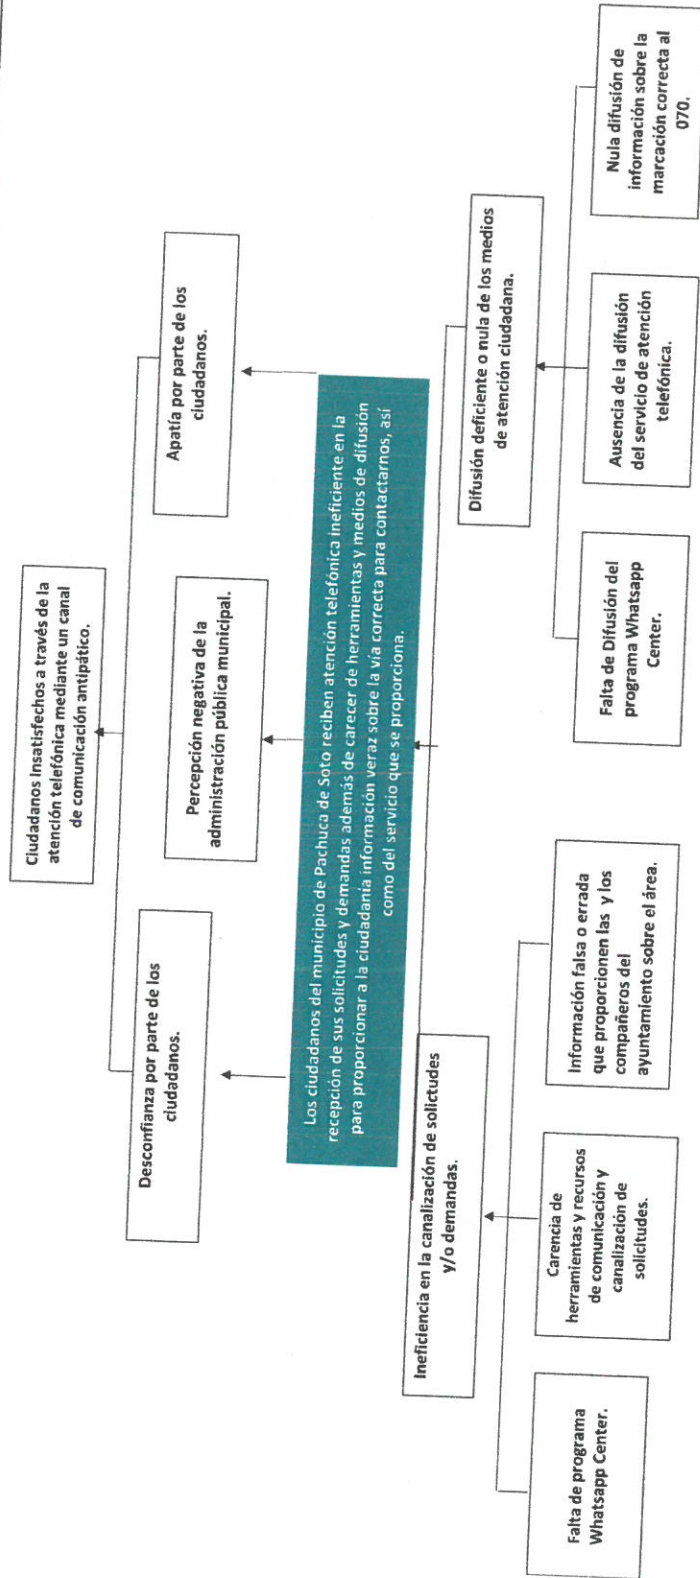 Ciudadanos Insatisfechos a través de la
atención telefónica mediante un canal
de comunicación antipático.
Desconfianza por parte de los
ciudadanos.
Percepción negativa de la
administración pública municipal.
Apatía por parte de los
ciudadanos.
Los ciudadanos del municipio de Pachuca de Soto reciben atención telefónica ineficiente en la
recepción de sus solicitudes y demandas además de carecer de herramientas y medios de difusión
para proporcionar a la ciudadanía información veraz sobre la vía correcta para contactarnos, así
como del servicio que se proporciona.
Ineficiencia en la canalización de solictudes
y/o demandas.
Difusión deficiente o nula de los medios
de atención ciudadana.
Falta de programa
Whatsapp Center.
Carencia de
herramientas y recursos
de comunicación y
canalización de
solicitudes.
Información falsa o errada
que proporcionen las y los
compañeros del
ayuntamiento sobre el área.
Falta de Difusión del
programa Whatsapp
Center.
Ausencia de la difusión
del servicio de atención
telefónica.
Nula difusión de
información sobre la
marcación correcta al
070.